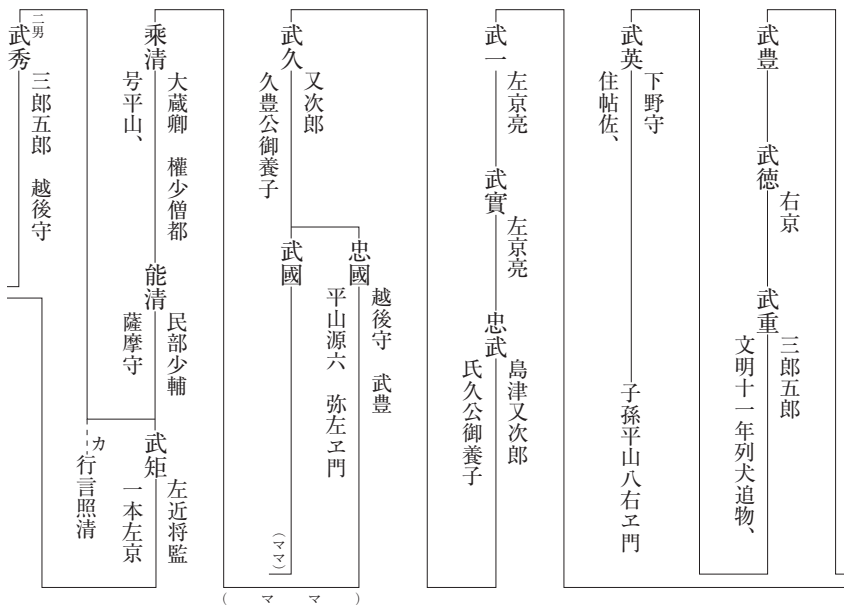 武豊
武徳
右京
武重
三郎五郎
文明十一年列犬追物、
武英
下野守
住帖佐、
子孫平山八右ヱ門
武一
左京亮
武實
左京亮
忠武
島津又次郎
氏久公御養子
武久
又次郎
久豊公御養子
忠國
越後守 武豊
平山源六 弥左ヱ門
武國
(ママ)
(ママ)
乘清
大蔵卿 權少僧都
号平山、
能清
民部少輔
薩摩守
武矩
左近将監
一本左京
カ
行言照清
二男
武秀
三郎五郎 越後守